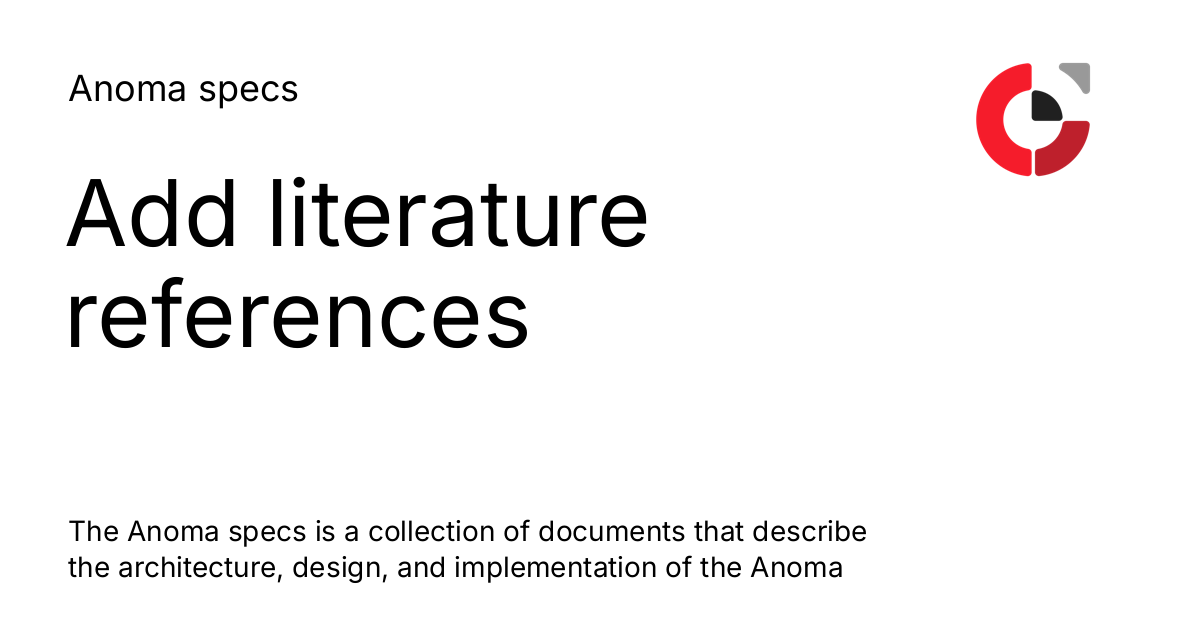 Anoma specs
Add literature
references
The Anoma specs is a collection of documents that describe
the architecture, design, and implementation of the Anoma